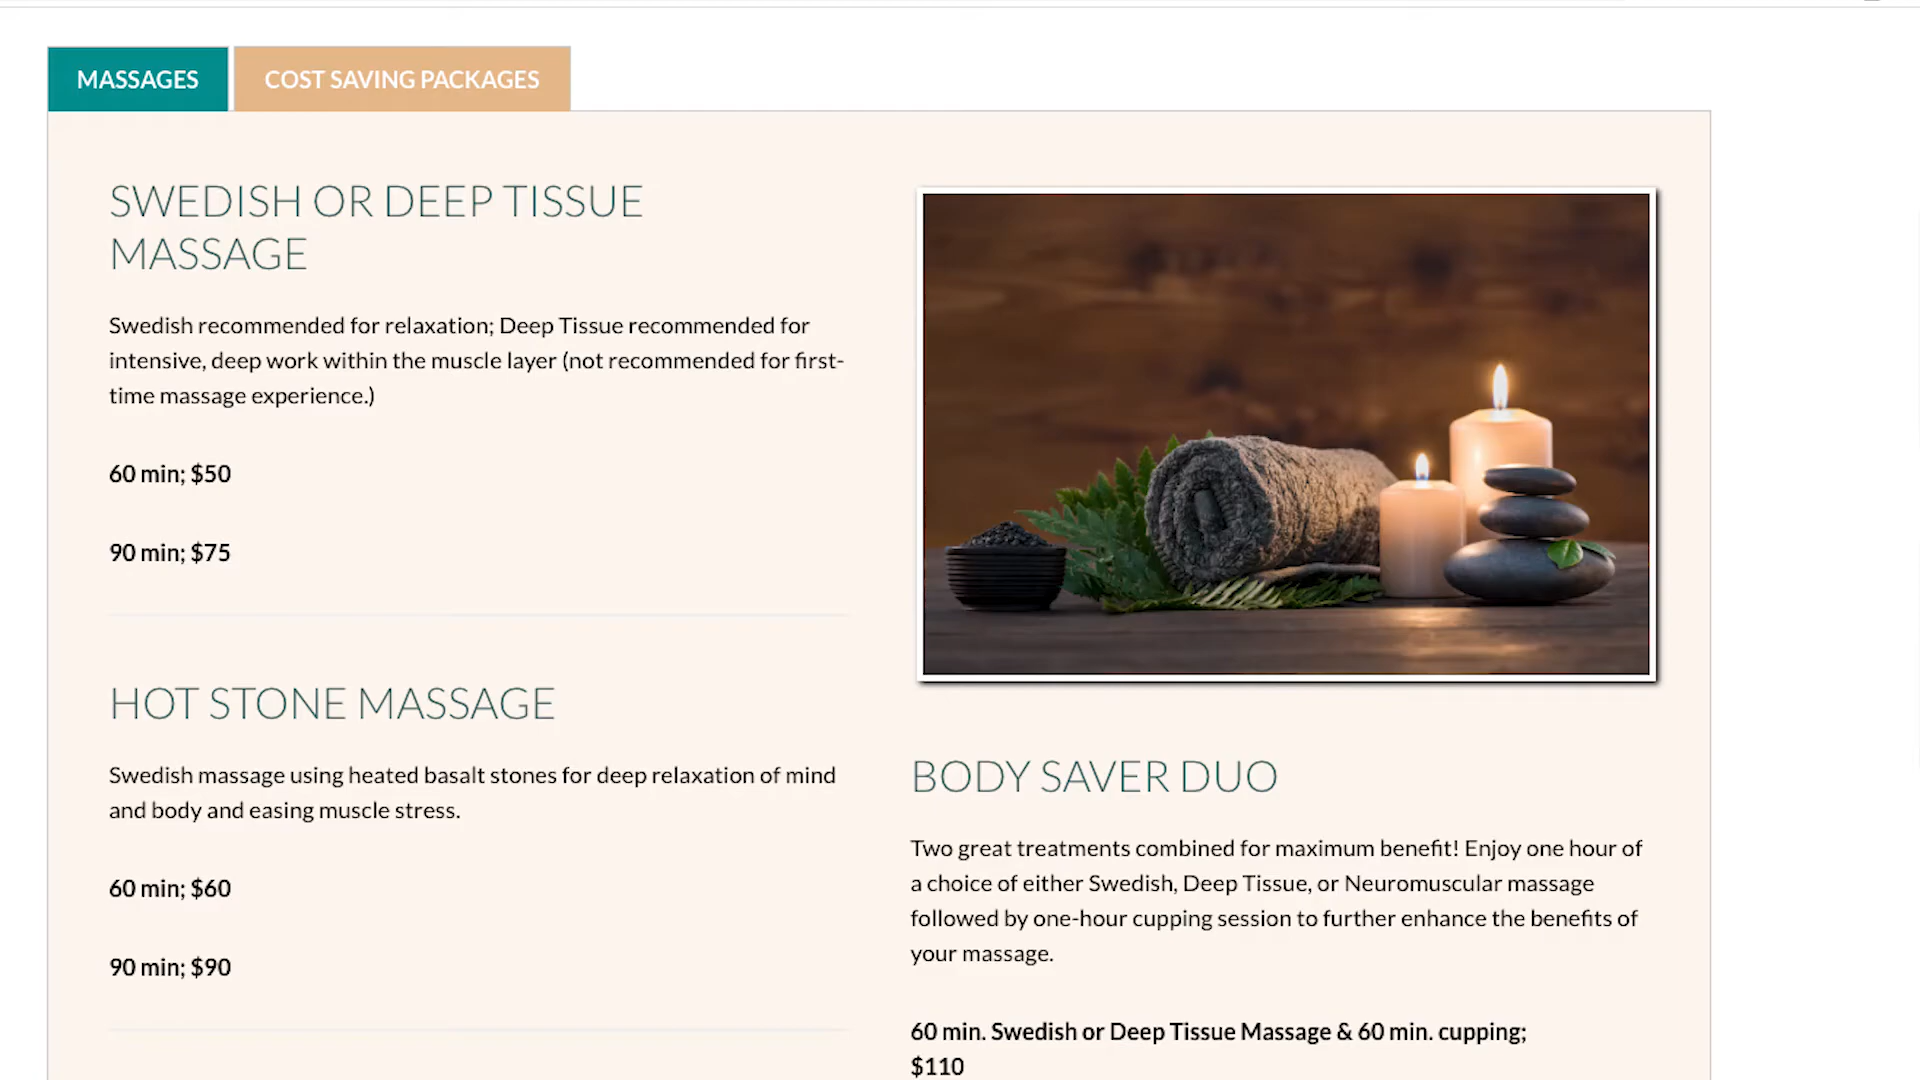 MASSAGES
COST SAVING PACKAGES
SWEDISH OR DEEP TISSUE
MASSAGE
Swedish recommended for relaxation; Deep Tissue recommended for
intensive, deep work within the muscle layer (not recommended for first-
time massage experience.)
60 min; $50
90 min; $75
HOT STONE MASSAGE
Swedish massage using heated basalt stones for deep relaxation of mind
and body and easing muscle stress.
60 min; $60
90 min; $90
BODY SAVER DUO
Two great treatments combined for maximum benefit! Enjoy one hour of
a choice of either Swedish, Deep Tissue, or Neuromuscular massage
followed by one-hour cupping session to further enhance the benefits of
your massage.
60 min. Swedish or Deep Tissue Massage & 60 min. cupping;
$110